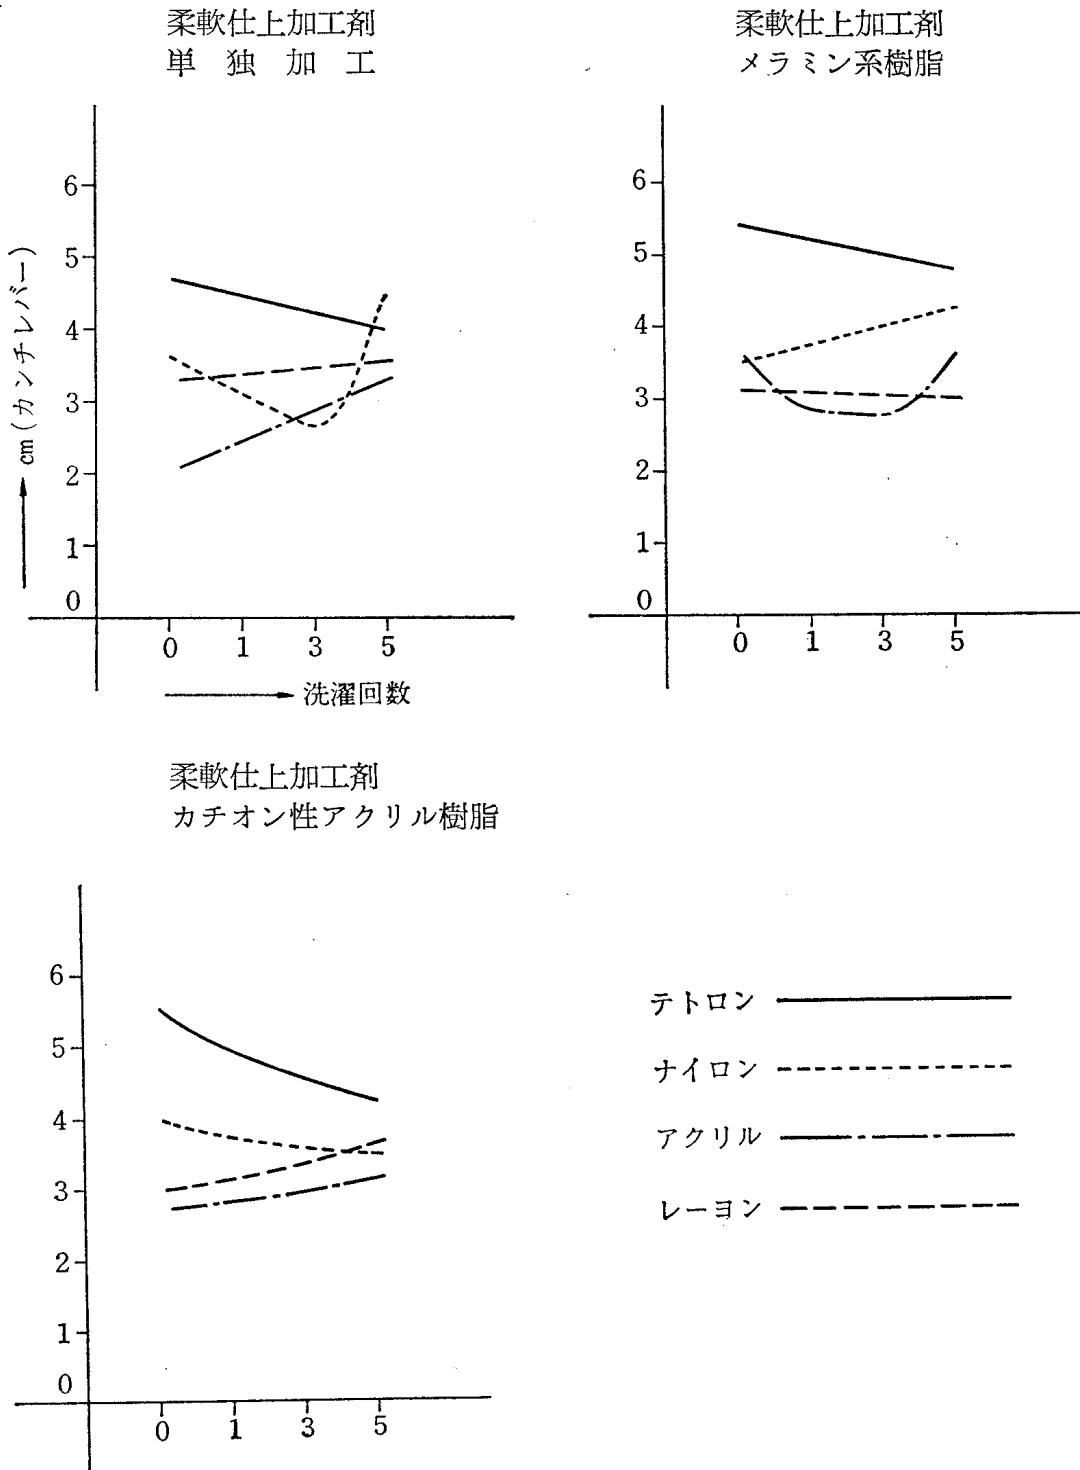 柔軟仕上加工剤
単独加工
6
5
4
3
2
1
0
cm(カンチレバー)
0 1 3 5
洗濯回数
柔軟仕上加工剤
メラミン系樹脂
6
5
4
3
2
1
0
0 1 3 5
柔軟仕上加工剤
カチオン性アクリル樹脂
6
5
4
3
2
1
0
0 1 3 5
テトロン
ナイロン
アクリル
レーヨン